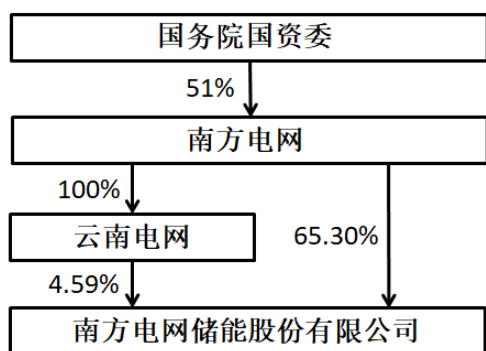 国务院国资委
51%
南方电网
100%
云南电网
65.30%
4.59%
南方电网储能股份有限公司